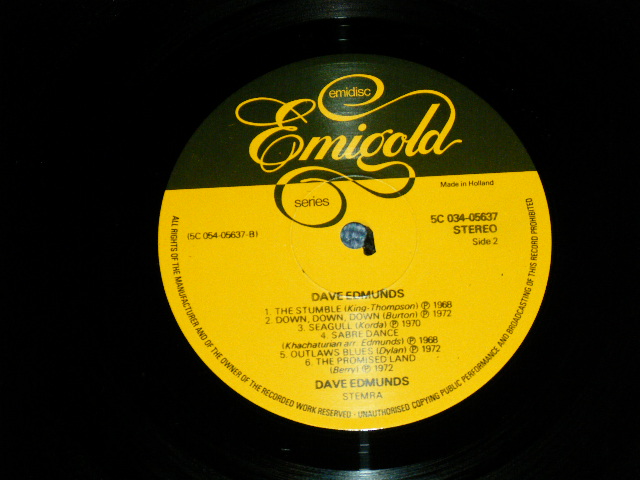 emidisc
Emigold
series
Made in Holland
(5C 054-05637-B)
5C 034-05637
STEREO
Side 2
DAVE EDMUNDS
1. THE STUMBLE (King-Thompson) ℗ 1968
2. DOWN, DOWN, DOWN (Burton) ℗ 1972
3. SEAGULL (Korda) ℗ 1970
4. SABRE DANCE
(Khachaturian arr. Edmunds) ℗ 1968
5. OUTLAWS BLUES (Dylan) ℗ 1972
6. THE PROMISED LAND
(Berry) ℗ 1972
DAVE EDMUNDS
STEMRA
ALL RIGHTS OF THE MANUFACTURER AND OF THE OWNER OF THE RECORDED WORK RESERVED · UNAUTHORISED COPYING PUBLIC PERFORMANCE AND BROADCASTING OF THIS RECORD PROHIBITED